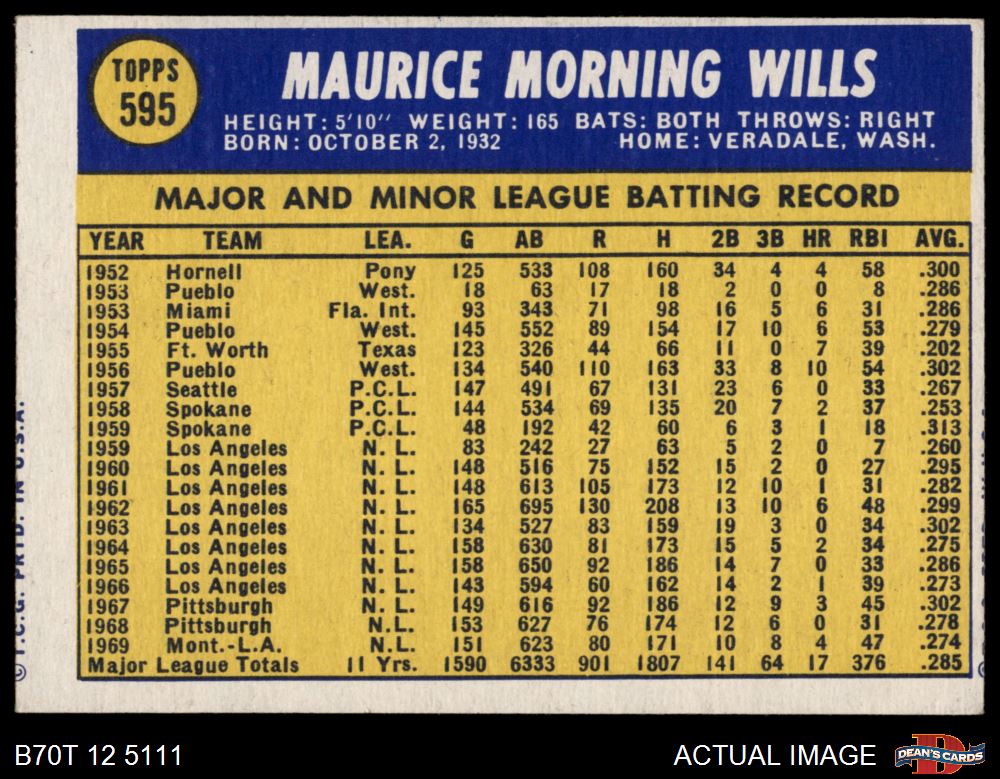 TOPPS
595
MAURICE MORNING WILLS
HEIGHT: 5'10" WEIGHT: 165 BATS: BOTH THROWS: RIGHT
BORN: OCTOBER 2, 1932 HOME: VERADALE, WASH.
MAJOR AND MINOR LEAGUE BATTING RECORD
YEAR TEAM LEA. G AB R H 2B 3B HR RBI AVG.
1952 Hornell Pony 125 533 108 160 34 4 4 58 .300
1953 Pueblo West. 18 63 17 18 2 0 0 8 .286
1953 Miami Fla. Int. 93 343 71 98 16 5 6 31 .286
1954 Pueblo West. 145 552 89 154 17 10 6 53 .279
1955 Ft. Worth Texas 123 326 44 66 11 0 7 39 .202
1956 Pueblo West. 134 540 110 163 33 8 10 54 .302
1957 Seattle P.C.L. 147 491 67 131 23 6 0 33 .267
1958 Spokane P.C.L. 144 534 69 135 20 7 2 37 .253
1959 Spokane P.C.L. 48 192 42 60 6 3 1 18 .313
1959 Los Angeles N. L. 83 242 27 63 5 2 0 7 .260
1960 Los Angeles N. L. 148 516 75 152 15 2 0 27 .295
1961 Los Angeles N. L. 148 613 105 173 12 10 1 31 .282
1962 Los Angeles N. L. 165 695 130 208 13 10 6 48 .299
1963 Los Angeles N. L. 134 527 83 159 19 3 0 34 .302
1964 Los Angeles N. L. 158 630 81 173 15 5 2 34 .275
1965 Los Angeles N. L. 158 650 92 186 14 7 0 33 .286
1966 Los Angeles N. L. 143 594 60 162 14 2 1 39 .273
1967 Pittsburgh N. L. 149 616 92 186 12 9 3 45 .302
1968 Pittsburgh N.L. 153 627 76 174 12 6 0 31 .278
1969 Mont.-L.A. N.L. 151 623 80 171 10 8 4 47 .274
Major League Totals 11 Yrs. 1590 6333 901 1807 141 64 17 376 .285
© T.C.G. PRTD. IN U.S.A.
B70T 12 5111
ACTUAL IMAGE
DEAN'S CARDS